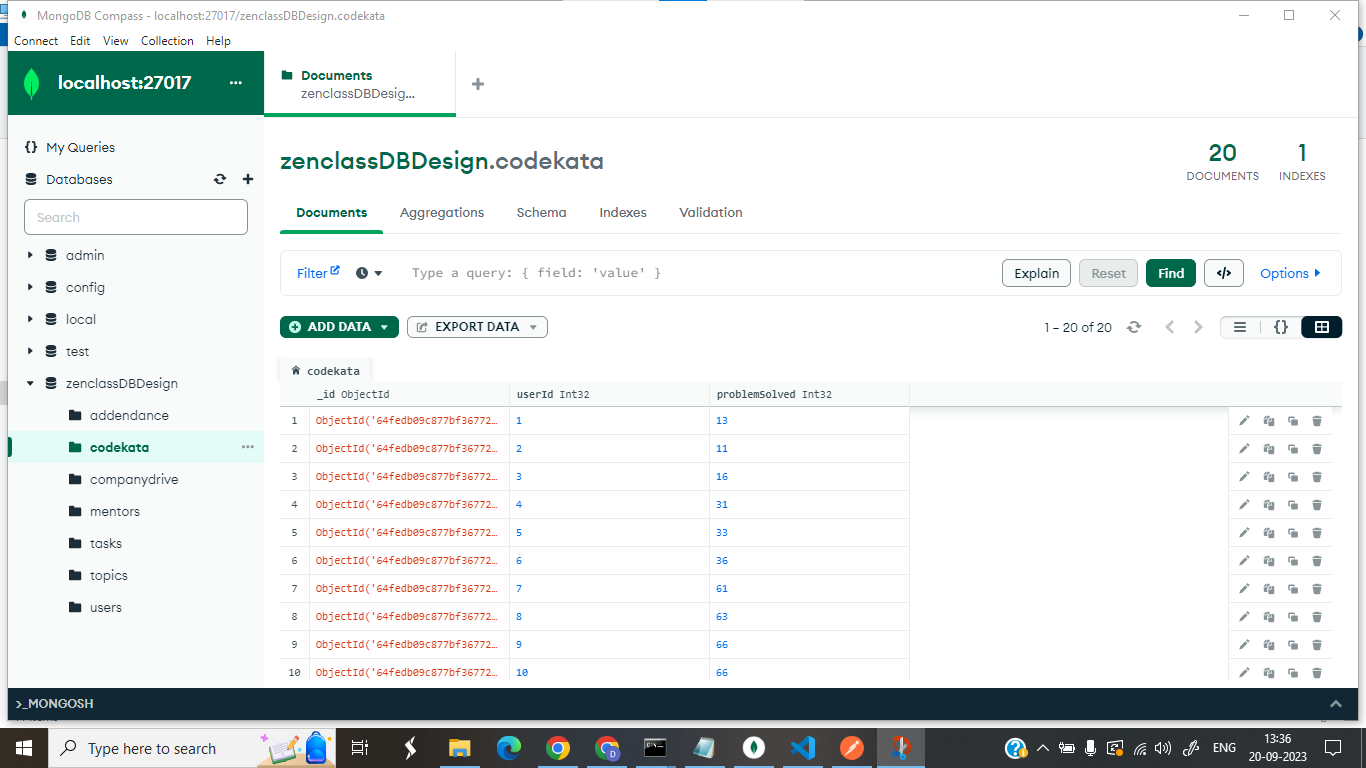 MongoDB Compass - localhost:27017/zenclassDBDesign.codekata
Connect Edit View Collection Help
localhost:27017 ...
Documents
zenclassDBDesig...
My Queries
Databases
Search
admin
config
local
test
zenclassDBDesign
addendance
codekata ...
companydrive
mentors
tasks
topics
users
zenclassDBDesign.codekata
20
DOCUMENTS
1
INDEXES
Documents Aggregations Schema Indexes Validation
Filter Type a query: { field: 'value' } Explain Reset Find </> Options
ADD DATA EXPORT DATA 1 – 20 of 20 {}
codekata
_id ObjectId userId Int32 problemSolved Int32
1 ObjectId('64fedb09c877bf36772… 1 13
2 ObjectId('64fedb09c877bf36772… 2 11
3 ObjectId('64fedb09c877bf36772… 3 16
4 ObjectId('64fedb09c877bf36772… 4 31
5 ObjectId('64fedb09c877bf36772… 5 33
6 ObjectId('64fedb09c877bf36772… 6 36
7 ObjectId('64fedb09c877bf36772… 7 61
8 ObjectId('64fedb09c877bf36772… 8 63
9 ObjectId('64fedb09c877bf36772… 9 66
10 ObjectId('64fedb09c877bf36772… 10 66
>_MONGOSH
Type here to search
ENG
13:36
20-09-2023